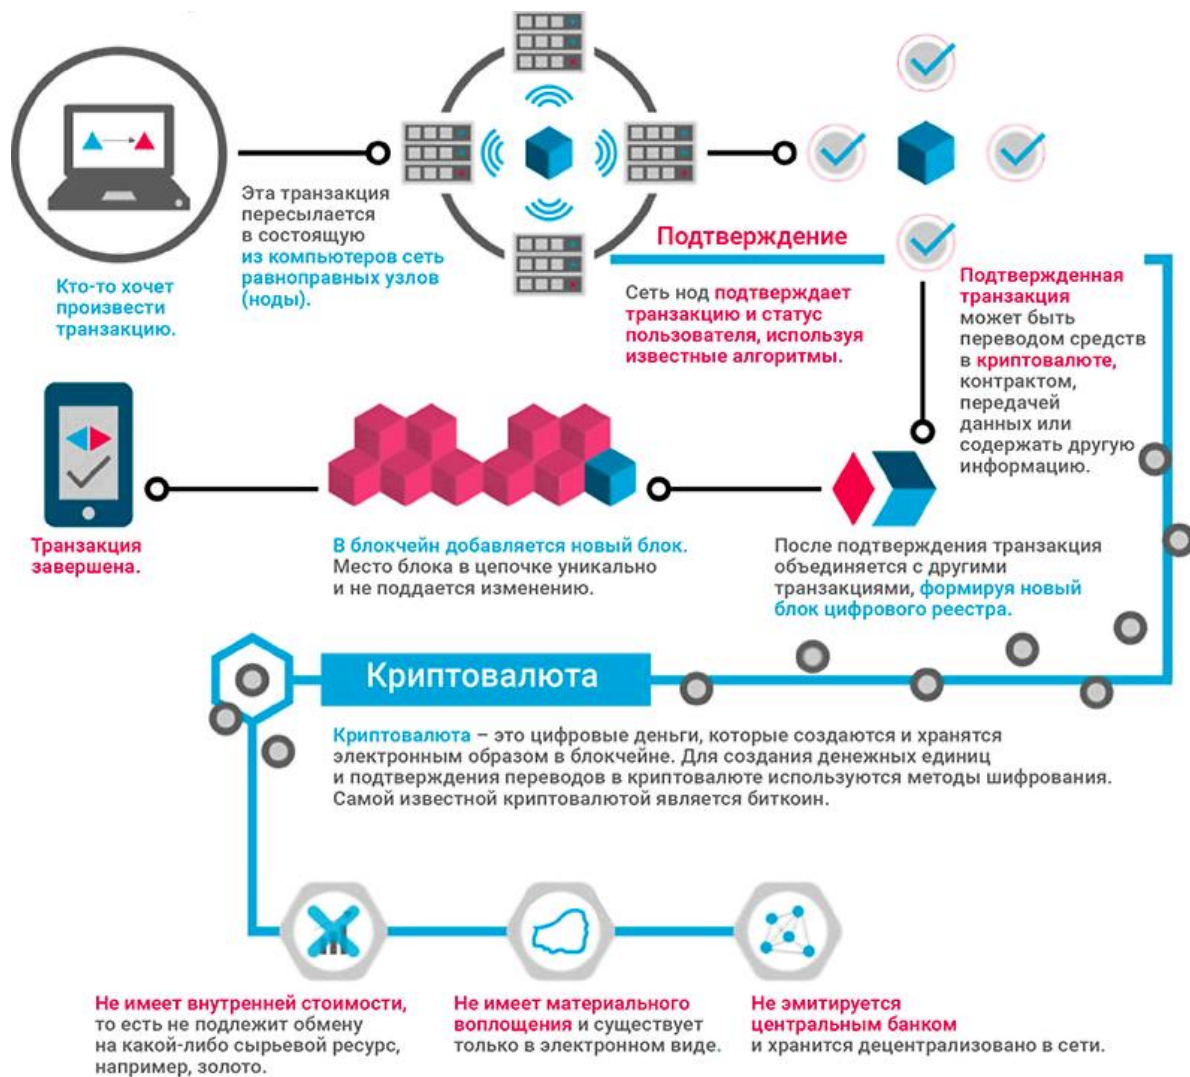 Кто-то хочет
произвести
транзакцию.
Эта транзакция
пересылается
в состоящую
из компьютеров сеть
равноправных узлов
(ноды).
Подтверждение
Сеть нод подтверждает
транзакцию и статус
пользователя, используя
известные алгоритмы.
Подтвержденная
транзакция
может быть
переводом средств
в криптовалюте,
контрактом,
передачей
данных или
содержать другую
информацию.
После подтверждения транзакция
объединяется с другими
транзакциями, формируя новый
блок цифрового реестра.
В блокчейн добавляется новый блок.
Место блока в цепочке уникально
и не поддается изменению.
Транзакция
завершена.
Криптовалюта
Криптовалюта – это цифровые деньги, которые создаются и хранятся
электронным образом в блокчейне. Для создания денежных единиц
и подтверждения переводов в криптовалюте используются методы шифрования.
Самой известной криптовалютой является биткоин.
Не имеет внутренней стоимости,
то есть не подлежит обмену
на какой-либо сырьевой ресурс,
например, золото.
Не имеет материального
воплощения и существует
только в электронном виде.
Не эмитируется
центральным банком
и хранится децентрализовано в сети.